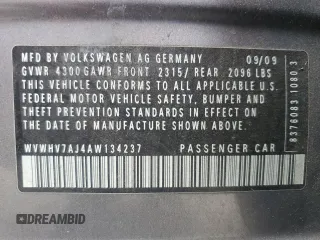 MFD BY VOLKSWAGEN AG GERMANY 09/09
GVWR 4300 GAWR FRONT 2315/ REAR 2096 LBS
THIS VEHICLE CONFORMS TO ALL APPLICABLE U.S.
FEDERAL MOTOR VEHICLE SAFETY, BUMPER, AND
THEFT PREVENTION STANDARDS IN EFFECT ON THE
DATE OF MANUFACTURE SHOWN ABOVE.
WVWHV7AJ4AW134237 PASSENGER CAR
8376083 1080.3